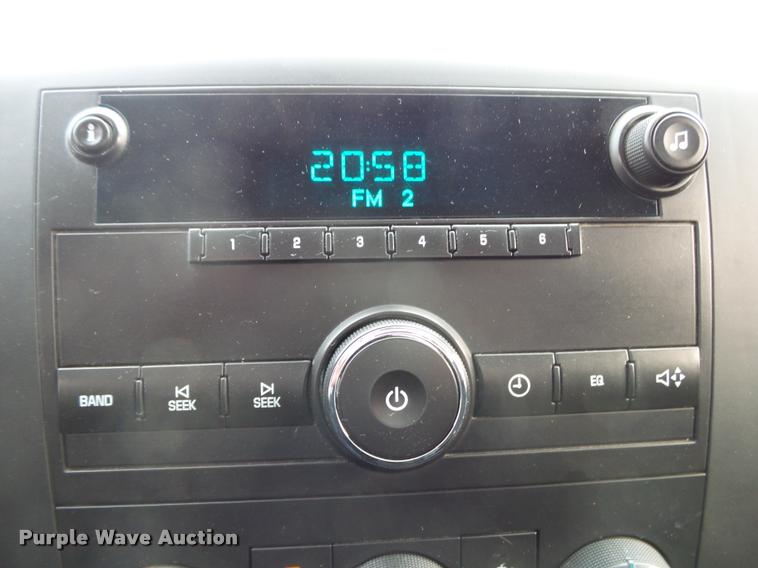 20:58
FM 2
1 2 3 4 5 6
BAND SEEK SEEK EQ
Purple Wave Auction®